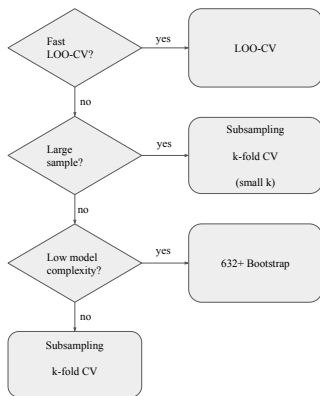 Fast
LOO-CV?
yes
LOO-CV
no
Large
sample?
yes
Subsampling
k-fold CV
(small k)
no
Low model
complexity?
yes
632+ Bootstrap
no
Subsampling
k-fold CV